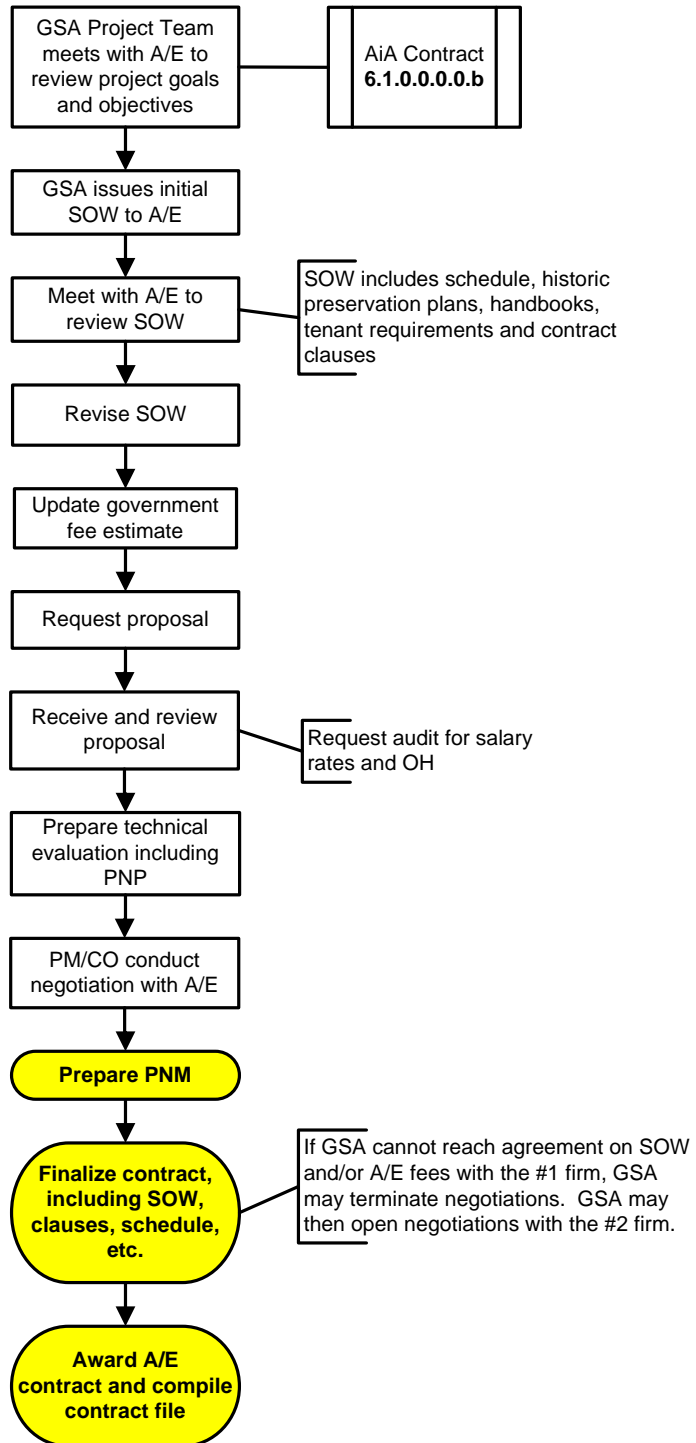 GSA Project Team
meets with A/E to
review project goals
and objectives
AiA Contract
6.1.0.0.0.0.b
GSA issues initial
SOW to A/E
Meet with A/E to
review SOW
SOW includes schedule, historic
preservation plans, handbooks,
tenant requirements and contract
clauses
Revise SOW
Update government
fee estimate
Request proposal
Receive and review
proposal
Request audit for salary
rates and OH
Prepare technical
evaluation including
PNP
PM/CO conduct
negotiation with A/E
Prepare PNM
Finalize contract,
including SOW,
clauses, schedule,
etc.
If GSA cannot reach agreement on SOW
and/or A/E fees with the #1 firm, GSA
may terminate negotiations.  GSA may
then open negotiations with the #2 firm.
Award A/E
contract and compile
contract file